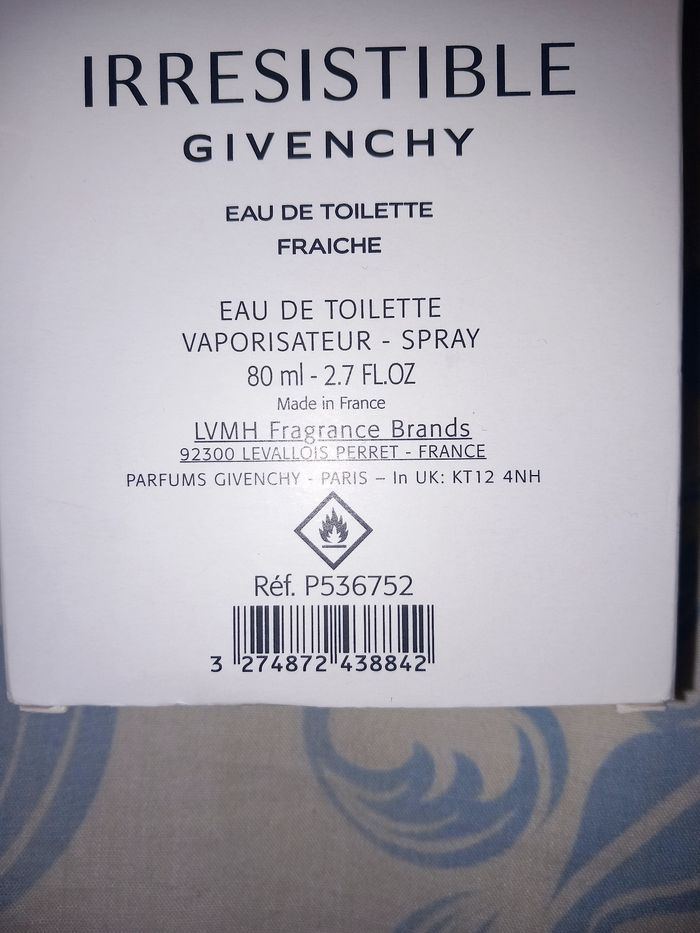 IRRESISTIBLE
GIVENCHY
EAU DE TOILETTE
FRAICHE
EAU DE TOILETTE
VAPORISATEUR - SPRAY
80 ml - 2.7 FL.OZ
Made in France
LVMH Fragrance Brands
92300 LEVALLOIS PERRET - FRANCE
PARFUMS GIVENCHY - PARIS – In UK: KT12 4NH
Réf. P536752
3 274872 438842